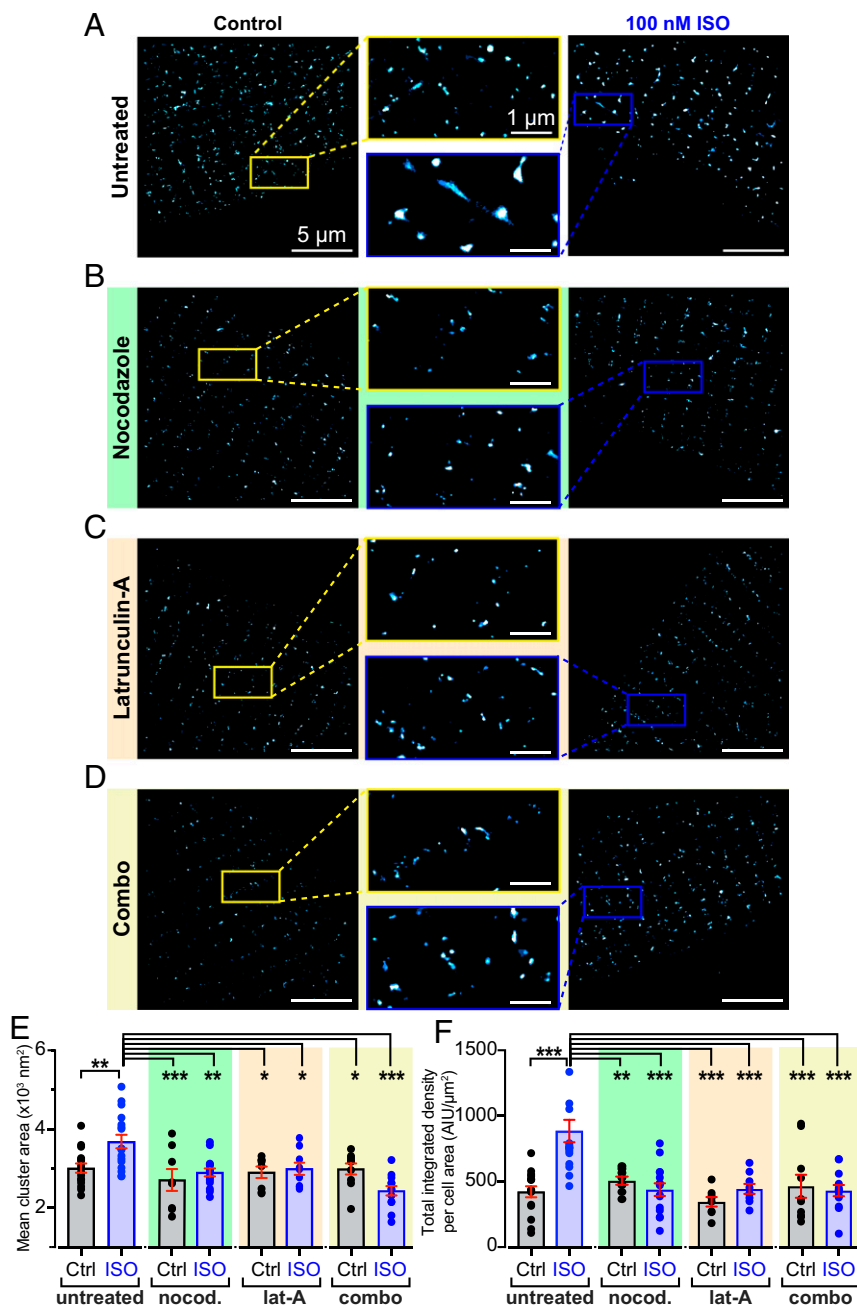 A
Control
100 nM ISO
Untreated
1 μm
5 μm
B
Nocodazole
C
Latrunculin-A
D
Combo
E
Mean cluster area (x10³ nm²)
6
4
2
**
***
**
*
*
*
***
Ctrl ISO Ctrl ISO Ctrl ISO Ctrl ISO
untreated nocod. lat-A combo
F
Total integrated density
per cell area (AIU/μm²)
1500
1000
500
0
***
**
***
***
***
***
***
Ctrl ISO Ctrl ISO Ctrl ISO Ctrl ISO
untreated nocod. lat-A combo